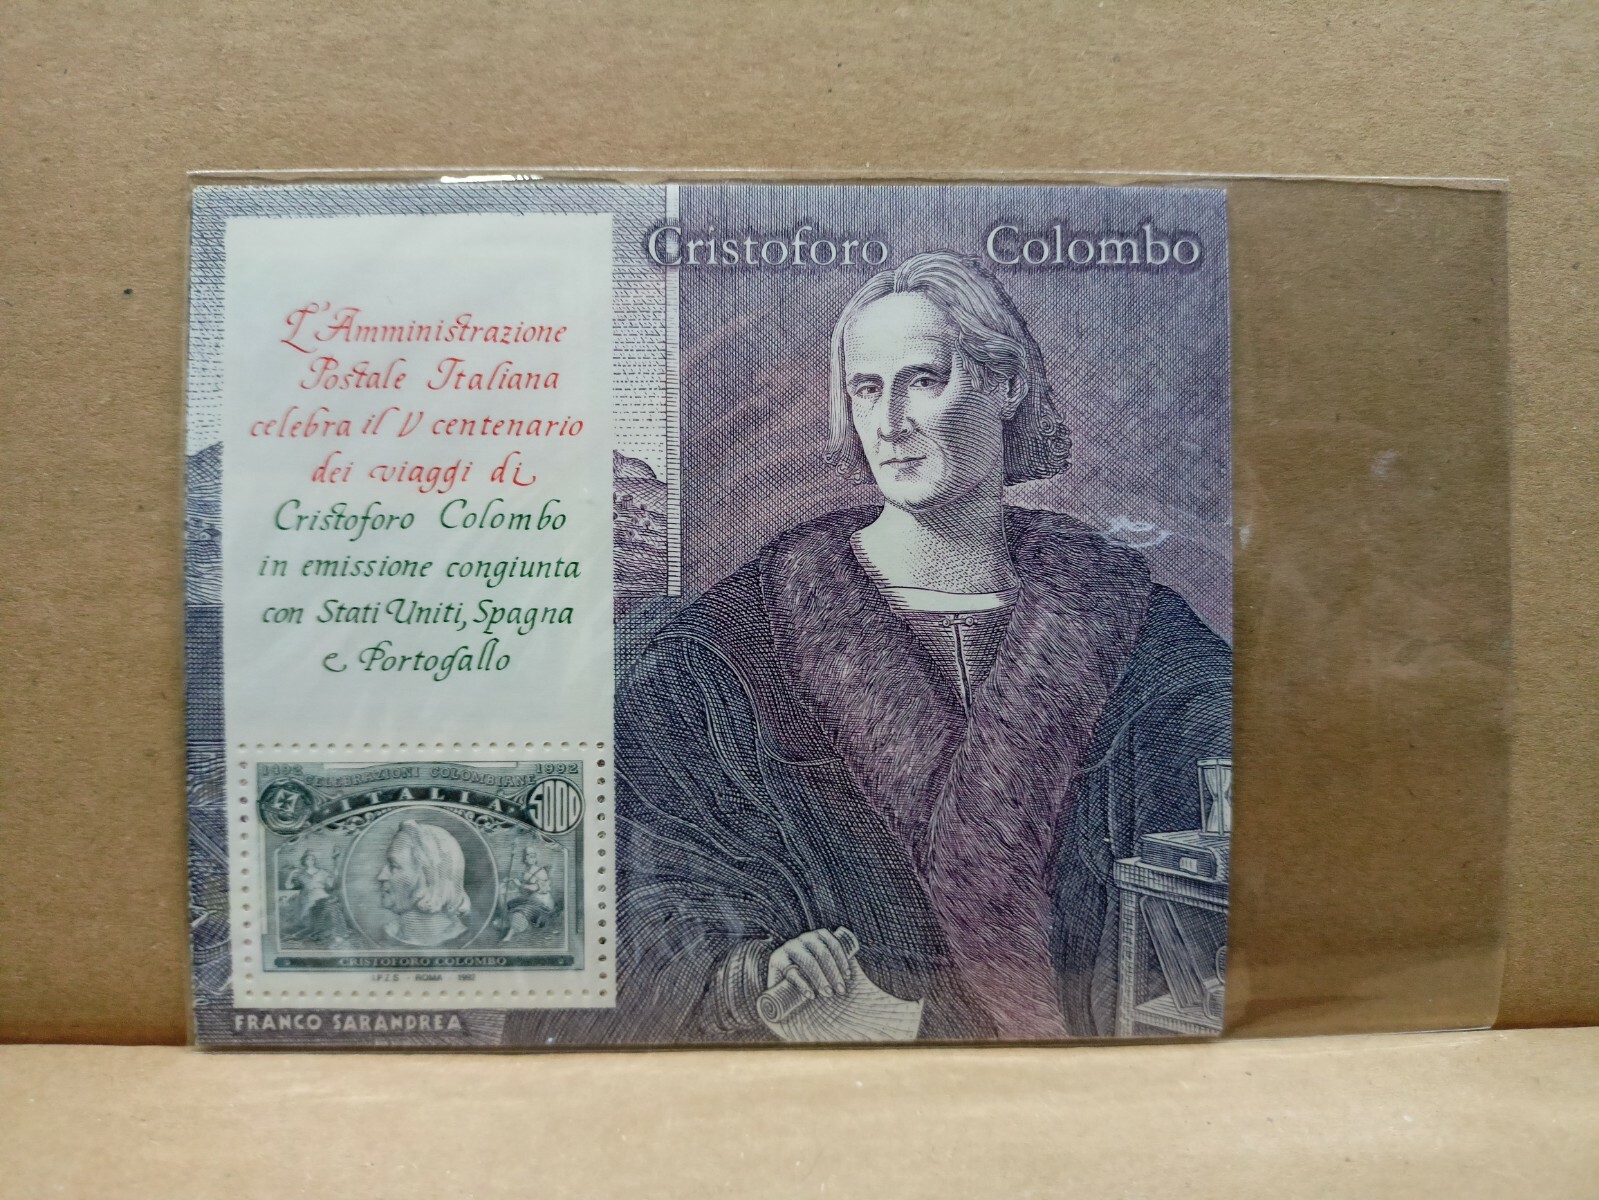 Cristoforo Colombo
L'Amministrazione
Postale Italiana
celebra il V centenario
dei viaggi di
Cristoforo Colombo
in emissione congiunta
con Stati Uniti, Spagna
e Portogallo
1492 1992
CELEBRAZIONI COLOMBIANE
ITALIA
5000
CRISTOFORO COLOMBO
I.P.Z.S. - ROMA 1992
FRANCO SARANDREA